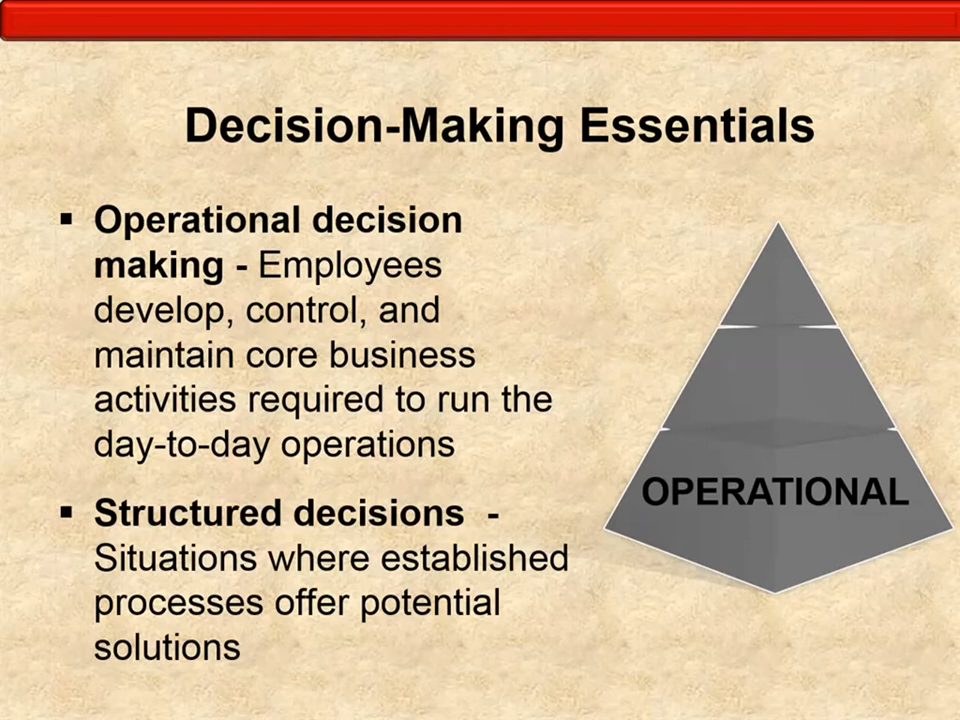 Decision-Making Essentials
▪ Operational decision
making - Employees
develop, control, and
maintain core business
activities required to run the
day-to-day operations
▪ Structured decisions  -
Situations where established
processes offer potential
solutions
OPERATIONAL